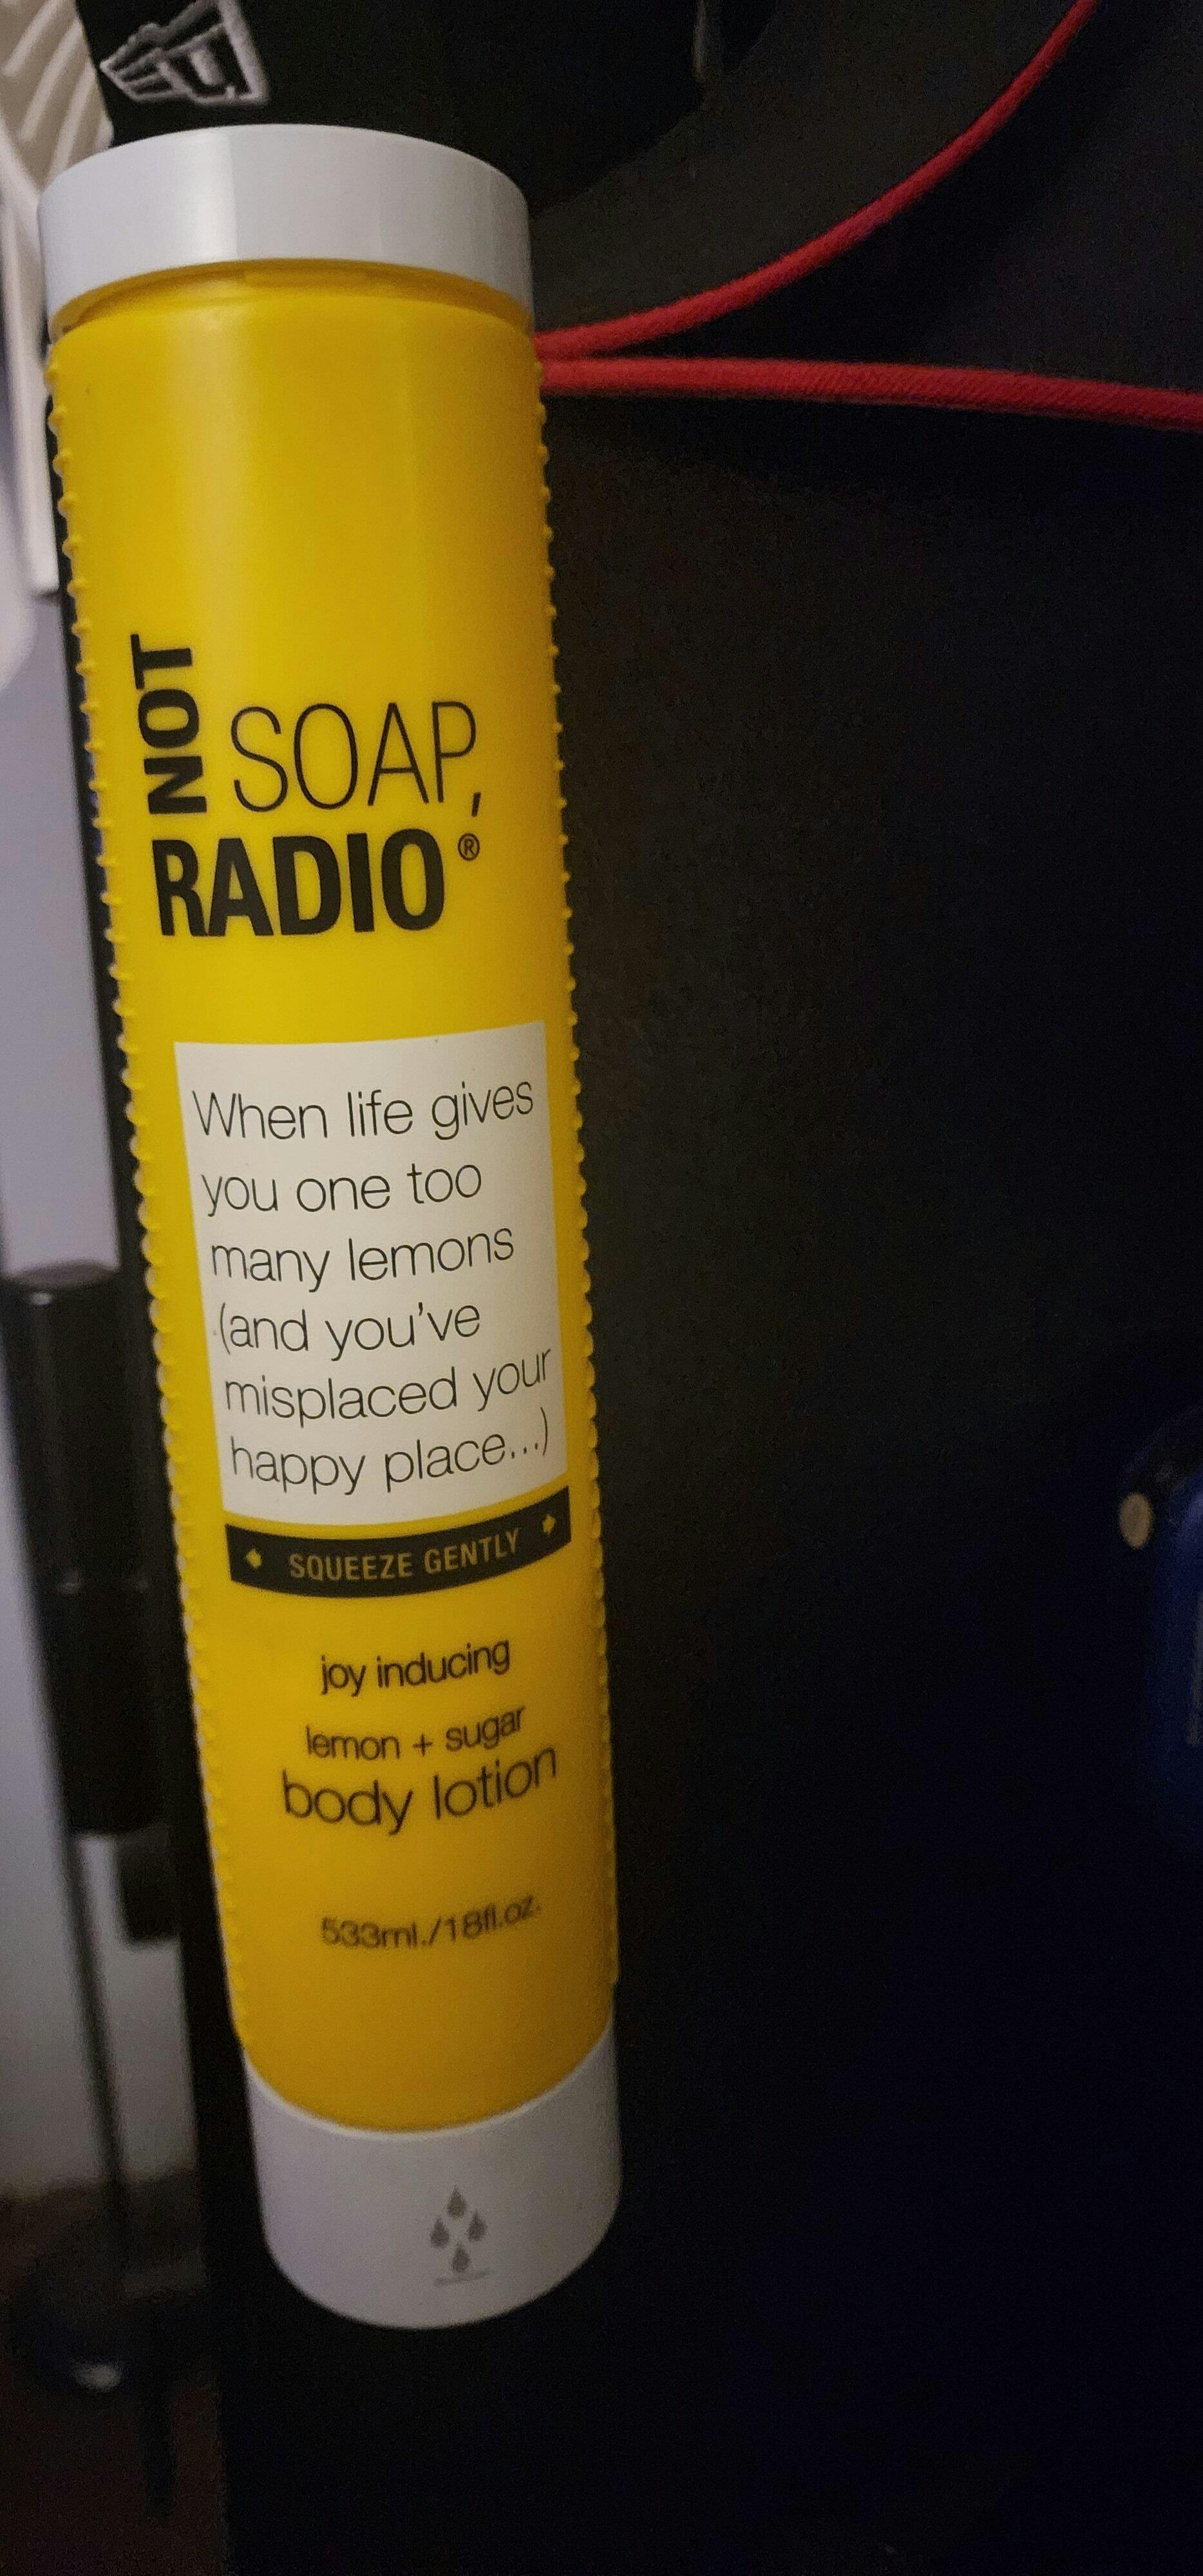 NOT SOAP,
RADIO®
When life gives
you one too
many lemons
(and you've
misplaced your
happy place...)
SQUEEZE GENTLY
joy inducing
lemon + sugar
body lotion
533ml./18fl.oz.